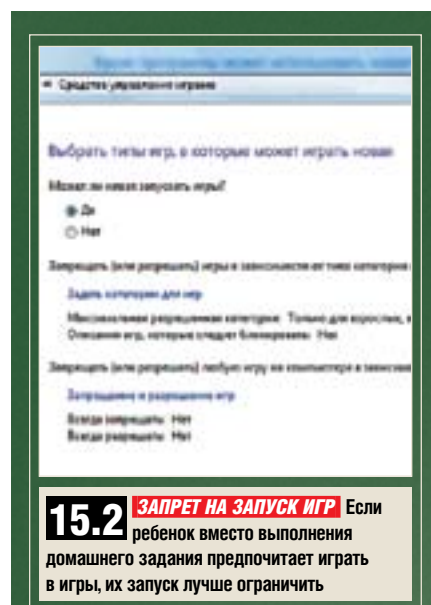 Средства управления играми
Выбрать типы игр, в которые может играть новая
Может ли новая запускать игры?
Да
Нет
Запрещать (или разрешать) игры в зависимости от типа категории
Задать категории для игр
Максимальная разрешенная категория: Только для взрослых, в
Описания игр, которые следует блокировать: Нет
Запрещать (или разрешать) любую игру на компьютере в зависимо
Запрещение и разрешение игр
Всегда запрещать: Нет
Всегда разрешать: Нет
15.2 ЗАПРЕТ НА ЗАПУСК ИГР Если
ребенок вместо выполнения
домашнего задания предпочитает играть
в игры, их запуск лучше ограничить